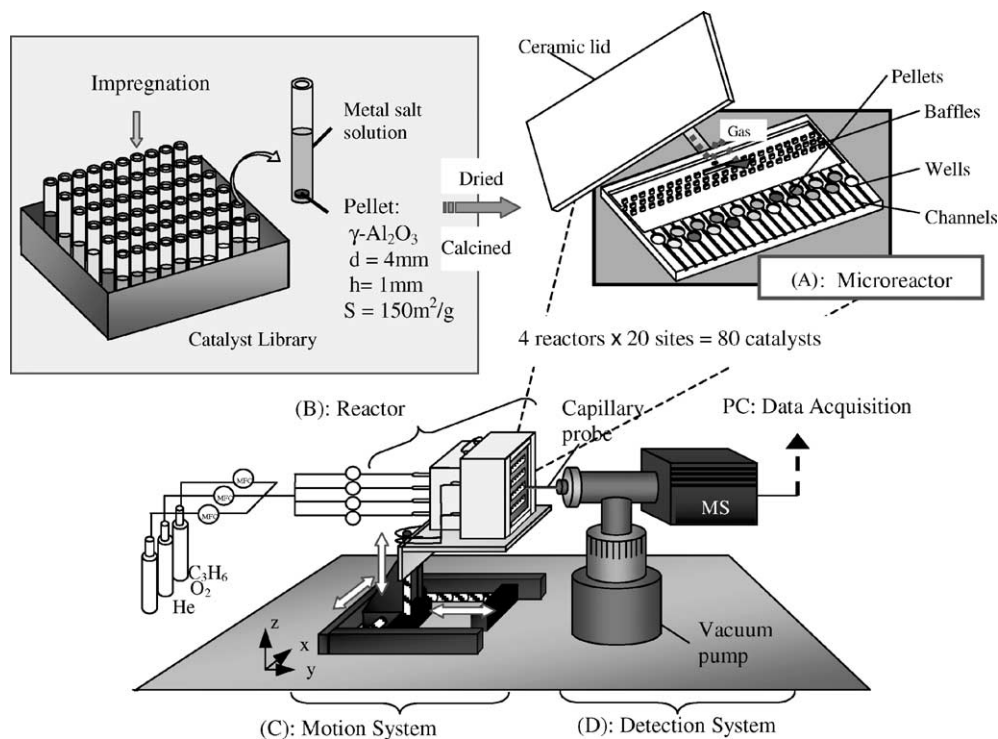 Impregnation
Metal salt
solution
Pellet:
γ-Al₂O₃
d = 4mm
h= 1mm
S = 150m²/g
Catalyst Library
Dried
Calcined
Ceramic lid
Gas
Pellets
Baffles
Wells
Channels
(A): Microreactor
4 reactors x 20 sites = 80 catalysts
(B): Reactor
Capillary
probe
PC: Data Acquisition
MFC
MFC
MFC
MS
C₃H₆
O₂
He
z
x
y
Vacuum
pump
(C): Motion System
(D): Detection System